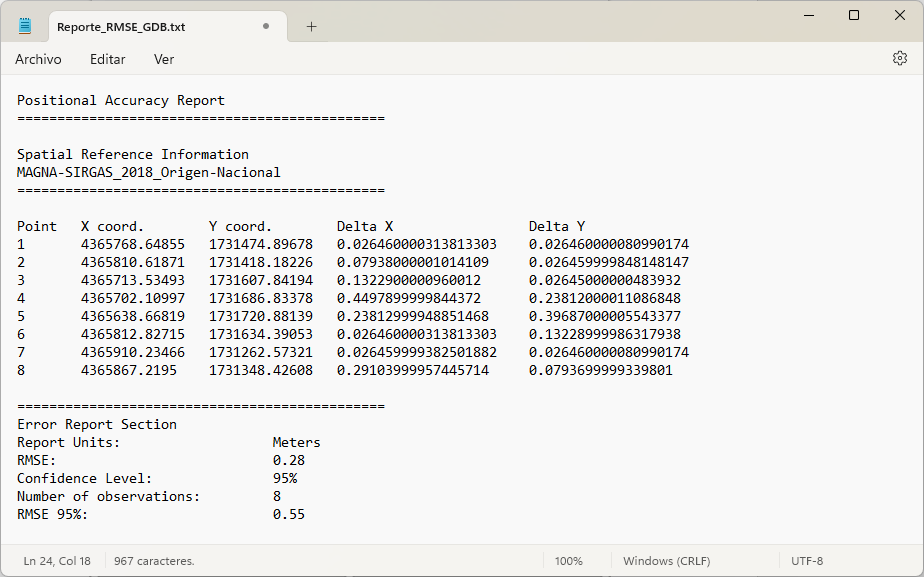 Reporte_RMSE_GDB.txt
Archivo Editar Ver
Positional Accuracy Report
==============================================
Spatial Reference Information
MAGNA-SIRGAS_2018_Origen-Nacional
==============================================
Point X coord. Y coord. Delta X Delta Y
1 4365768.64855 1731474.89678 0.026460000313813303 0.026460000080990174
2 4365810.61871 1731418.18226 0.07938000001014109 0.026459999848148147
3 4365713.53493 1731607.84194 0.1322900000960012 0.02645000000483932
4 4365702.10997 1731686.83378 0.4497899999844372 0.23812000011086848
5 4365638.66819 1731720.88139 0.23812999948851468 0.39687000005543377
6 4365812.82715 1731634.39053 0.026460000313813303 0.13228999986317938
7 4365910.23466 1731262.57321 0.026459999382501882 0.026460000080990174
8 4365867.2195 1731348.42608 0.29103999957445714 0.0793699999339801
==============================================
Error Report Section
Report Units: Meters
RMSE: 0.28
Confidence Level: 95%
Number of observations: 8
RMSE 95%: 0.55
Ln 24, Col 18 967 caracteres. 100% Windows (CRLF) UTF-8